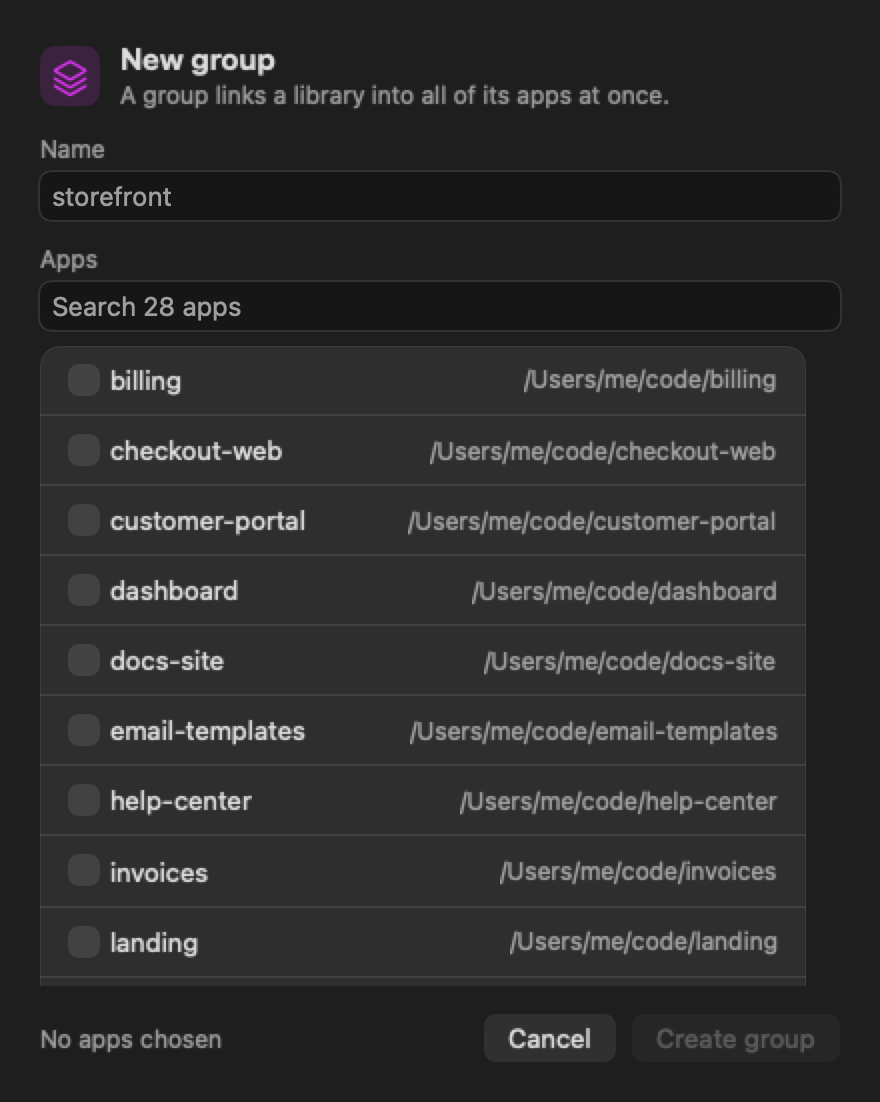 New group
A group links a library into all of its apps at once.
Name
storefront
Apps
Search 28 apps
billing /Users/me/code/billing
checkout-web /Users/me/code/checkout-web
customer-portal /Users/me/code/customer-portal
dashboard /Users/me/code/dashboard
docs-site /Users/me/code/docs-site
email-templates /Users/me/code/email-templates
help-center /Users/me/code/help-center
invoices /Users/me/code/invoices
landing /Users/me/code/landing
No apps chosen Cancel Create group